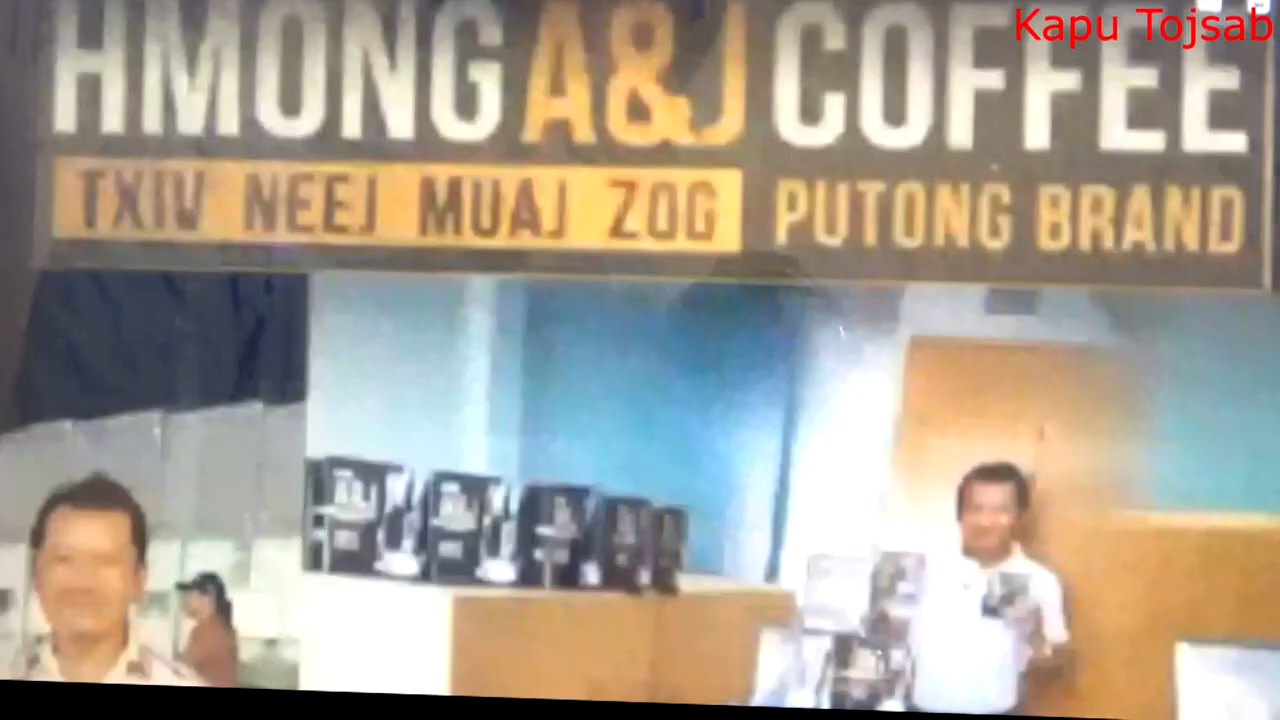 Kapu Tojsab
HMONG A&J COFFEE
TXIV NEEJ MUAJ ZOG PUTONG BRAND
A&J